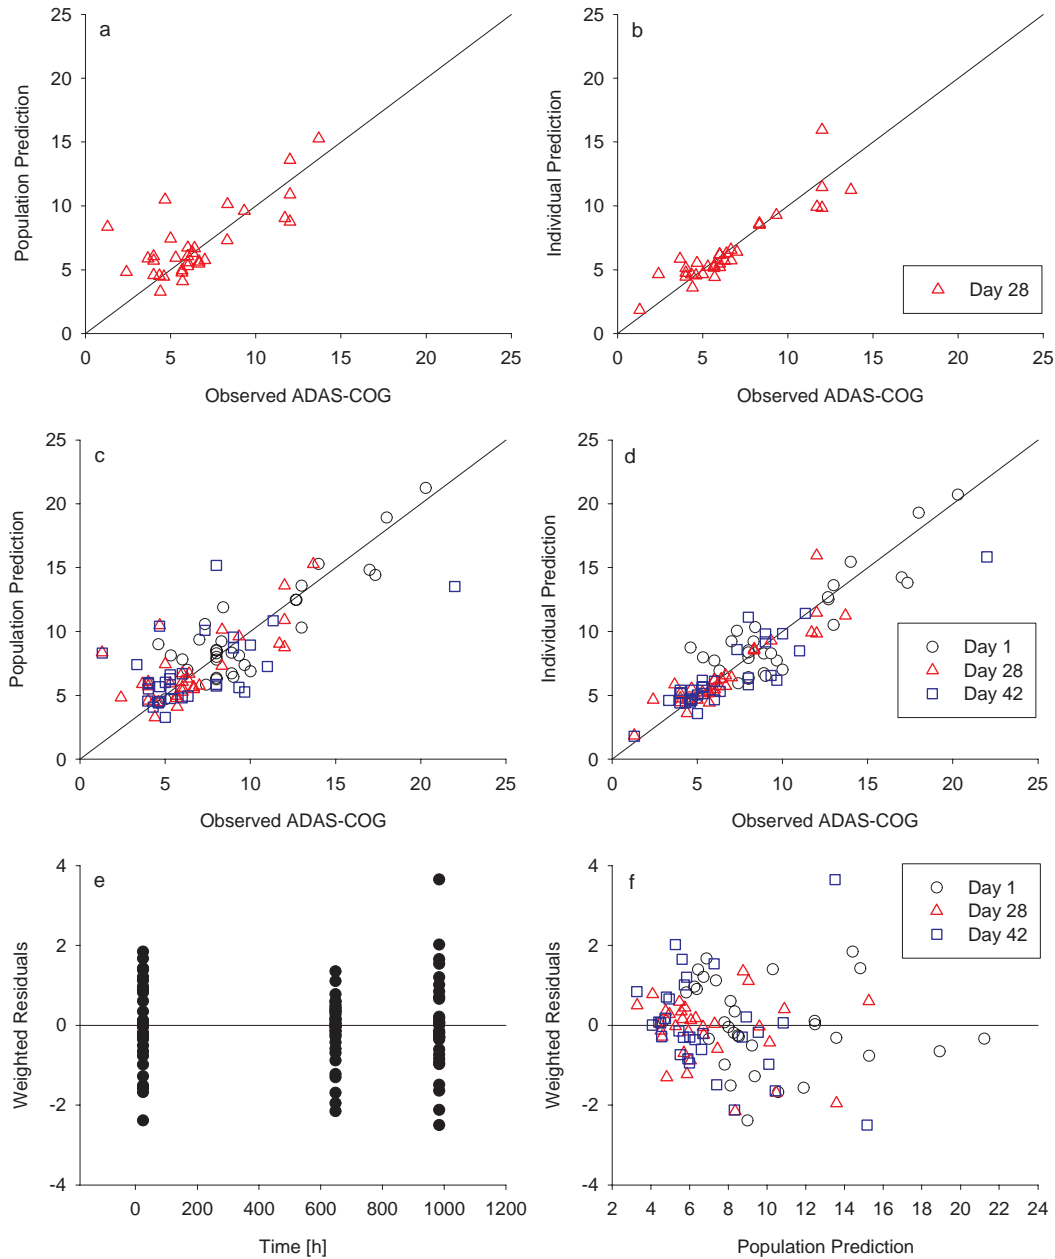 a
25
20
15
10
5
0
Population Prediction
0 5 10 15 20 25
Observed ADAS-COG
b
25
20
15
10
5
0
Individual Prediction
Day 28
0 5 10 15 20 25
Observed ADAS-COG
c
25
20
15
10
5
0
Population Prediction
0 5 10 15 20 25
Observed ADAS-COG
d
25
20
15
10
5
0
Individual Prediction
Day 1
Day 28
Day 42
0 5 10 15 20 25
Observed ADAS-COG
e
4
2
0
-2
-4
Weighted Residuals
0 200 400 600 800 1000 1200
Time [h]
f
4
2
0
-2
-4
Weighted Residuals
Day 1
Day 28
Day 42
2 4 6 8 10 12 14 16 18 20 22 24
Population Prediction